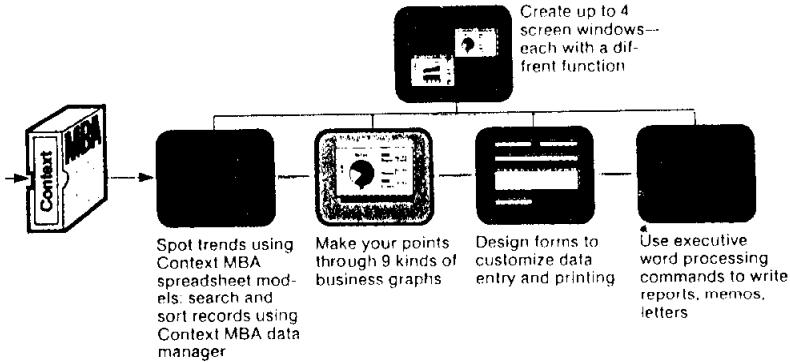 Create up to 4
screen windows—
each with a dif-
frent function
Context
MBA
Spot trends using
Context MBA
spreadsheet mod-
els: search and
sort records using
Context MBA data
manager
Make your points
through 9 kinds of
business graphs
Design forms to
customize data
entry and printing
Use executive
word processing
commands to write
reports, memos,
letters